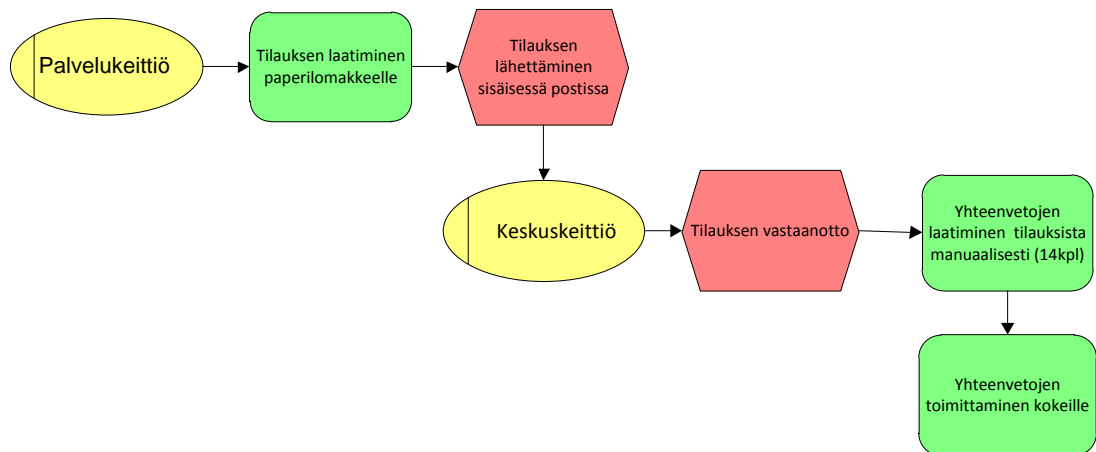 Palvelukeittiö
Tilauksen laatiminen
paperilomakkeelle
Tilauksen
lähettäminen
sisäisessä postissa
Keskuskeittiö
Tilauksen vastaanotto
Yhteenvetojen
laatiminen tilauksista
manuaalisesti (14kpl)
Yhteenvetojen
toimittaminen kokeille